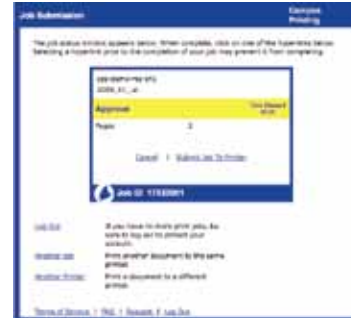 Job Submission
Campus
Printing
The job status window appears below. When complete, click on one of the hyperlinks below.
Selecting a hyperlink prior to the completion of your job may prevent it from completing.
Approval
Pages 2
Cancel | Submit Job To Printer
Job ID
Log Out If you have no more print jobs, be
sure to log out to protect your
account.
Another Job Print another document to the same
printer.
Another Printer Print a document to a different
printer.
Terms of Service | FAQ | Request | Log Out